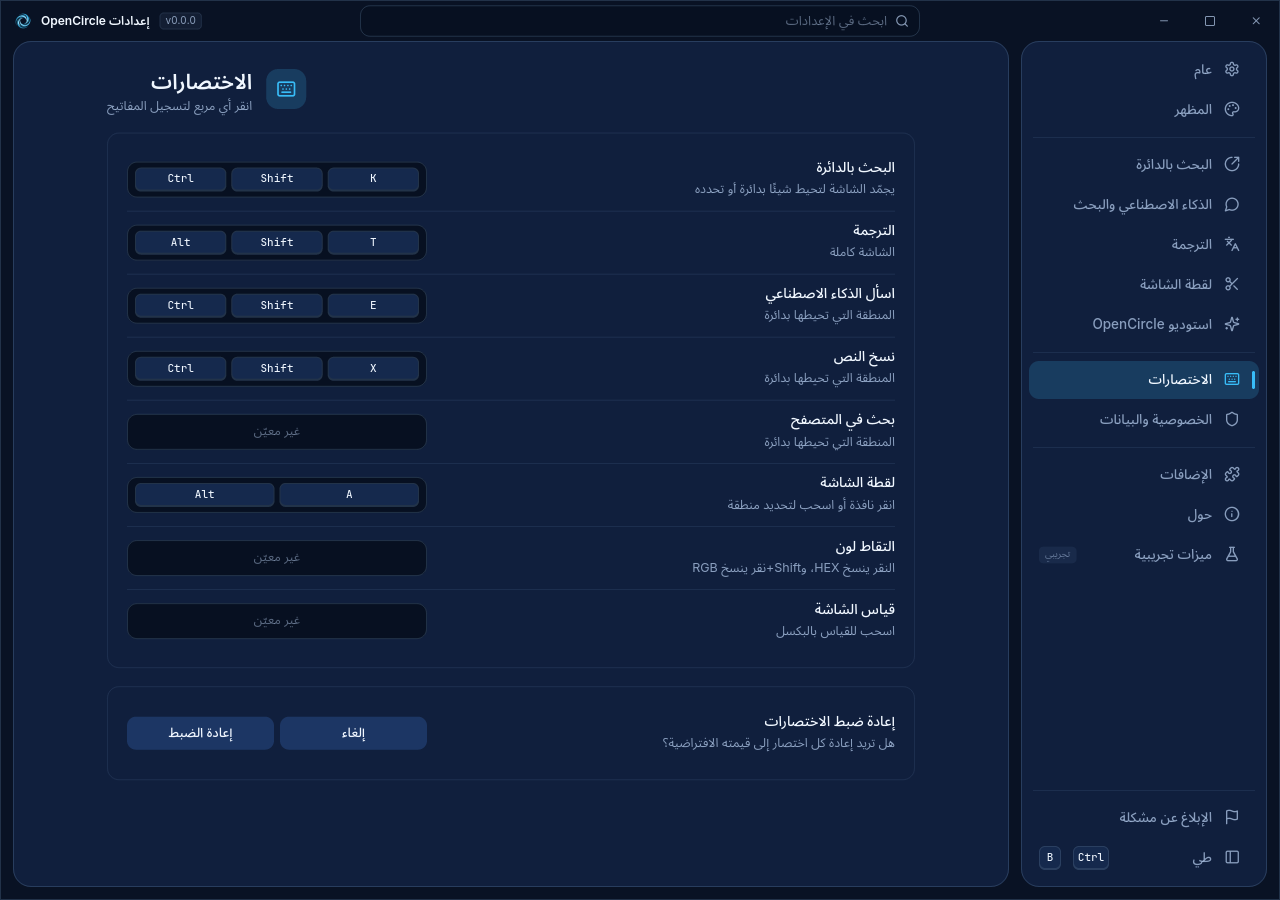 إعدادات OpenCircle
v0.0.0
ابحث في الإعدادات
عام
المظهر
البحث بالدائرة
الذكاء الاصطناعي والبحث
الترجمة
لقطة الشاشة
استوديو OpenCircle
الاختصارات
الخصوصية والبيانات
الإضافات
حول
ميزات تجريبية
تجريبي
الإبلاغ عن مشكلة
طي
Ctrl B
الاختصارات
انقر أي مربع لتسجيل المفاتيح
البحث بالدائرة
يجمّد الشاشة لتحيط شيئًا بدائرة أو تحدده
Ctrl Shift K
الترجمة
الشاشة كاملة
Alt Shift T
اسأل الذكاء الاصطناعي
المنطقة التي تحيطها بدائرة
Ctrl Shift E
نسخ النص
المنطقة التي تحيطها بدائرة
Ctrl Shift X
بحث في المتصفح
المنطقة التي تحيطها بدائرة
غير معيّن
لقطة الشاشة
انقر نافذة أو اسحب لتحديد منطقة
Alt A
التقاط لون
النقر ينسخ HEX، وShift+نقر ينسخ RGB
غير معيّن
قياس الشاشة
اسحب للقياس بالبكسل
غير معيّن
إعادة ضبط الاختصارات
هل تريد إعادة كل اختصار إلى قيمته الافتراضية؟
إلغاء
إعادة الضبط